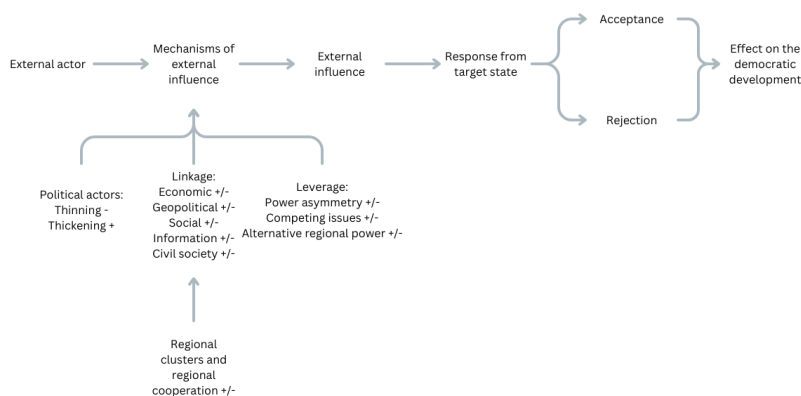 External actor
Mechanisms of
external
influence
External
influence
Response from
target state
Acceptance
Rejection
Effect on the
democratic
development
Political actors:
Thinning -
Thickening +
Linkage:
Economic +/-
Geopolitical +/-
Social +/-
Information +/-
Civil society +/-
Leverage:
Power asymmetry +/-
Competing issues +/-
Alternative regional power +/-
Regional
clusters and
regional
cooperation +/-